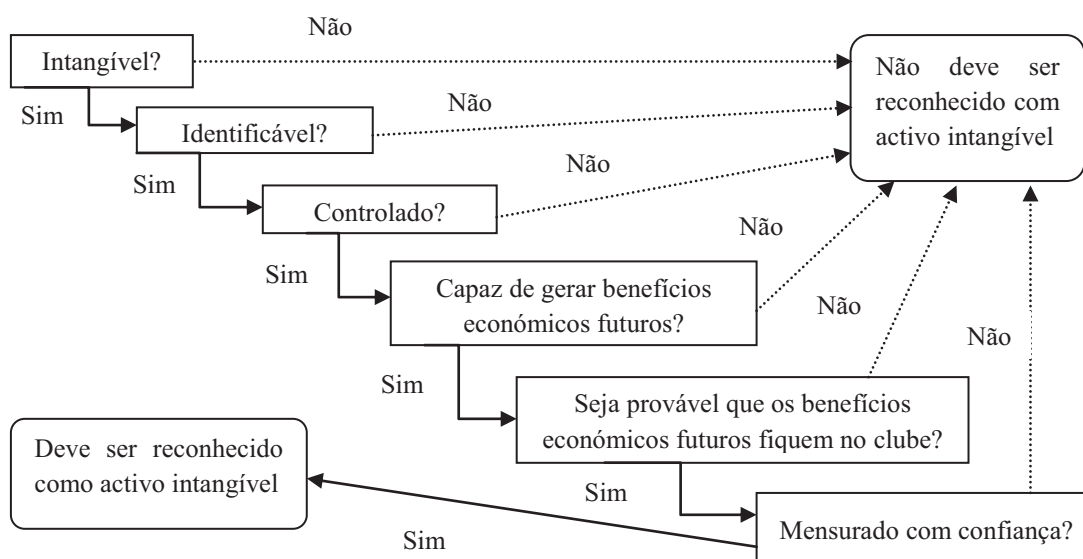 Não
Intangível?
Não deve ser
reconhecido com
activo intangível
Sim
Não
Identificável?
Não
Sim
Controlado?
Não
Sim
Capaz de gerar benefícios
económicos futuros?
Não
Não
Sim
Seja provável que os benefícios
económicos futuros fiquem no clube?
Deve ser reconhecido
como activo intangível
Sim
Mensurado com confiança?
Sim